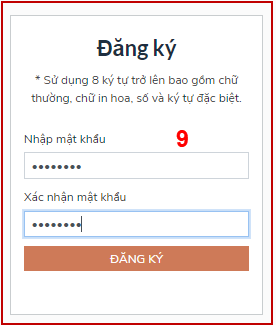 Đăng ký
* Sử dụng 8 ký tự trở lên bao gồm chữ
thường, chữ in hoa, số và ký tự đặc biệt.
Nhập mật khẩu
9
••••••••
Xác nhận mật khẩu
••••••••
ĐĂNG KÝ